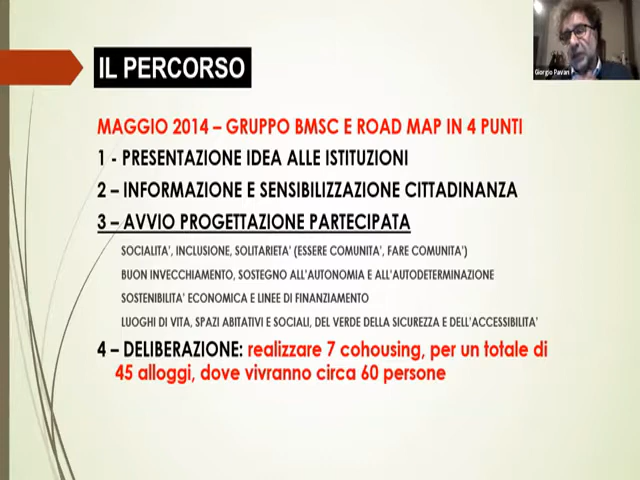 Giorgio Pavan
IL PERCORSO
MAGGIO 2014 – GRUPPO BMSC E ROAD MAP IN 4 PUNTI
1 - PRESENTAZIONE IDEA ALLE ISTITUZIONI
2 – INFORMAZIONE E SENSIBILIZZAZIONE CITTADINANZA
3 – AVVIO PROGETTAZIONE PARTECIPATA
SOCIALITA', INCLUSIONE, SOLITARIETA' (ESSERE COMUNITA', FARE COMUNITA')
BUON INVECCHIAMENTO, SOSTEGNO ALL'AUTONOMIA E ALL'AUTODETERMINAZIONE
SOSTENIBILITA' ECONOMICA E LINEE DI FINANZIAMENTO
LUOGHI DI VITA, SPAZI ABITATIVI E SOCIALI, DEL VERDE DELLA SICUREZZA E DELL'ACCESSIBILITA'
4 – DELIBERAZIONE: realizzare 7 cohousing, per un totale di
45 alloggi, dove vivranno circa 60 persone